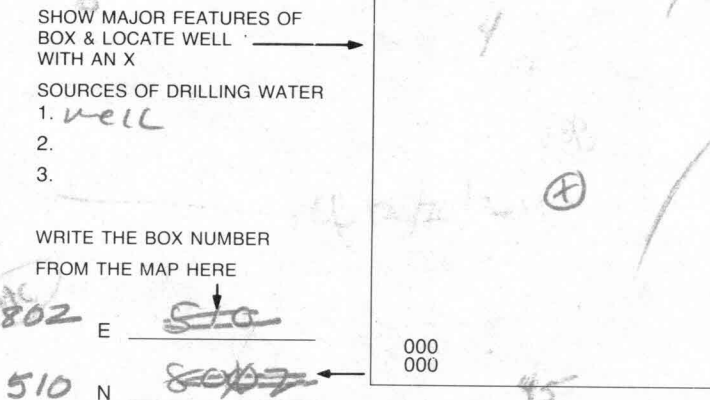 SHOW MAJOR FEATURES OF
BOX & LOCATE WELL
WITH AN X
SOURCES OF DRILLING WATER
1. well
2.
3.
WRITE THE BOX NUMBER
FROM THE MAP HERE
802 E 510
510 N
000
000
X